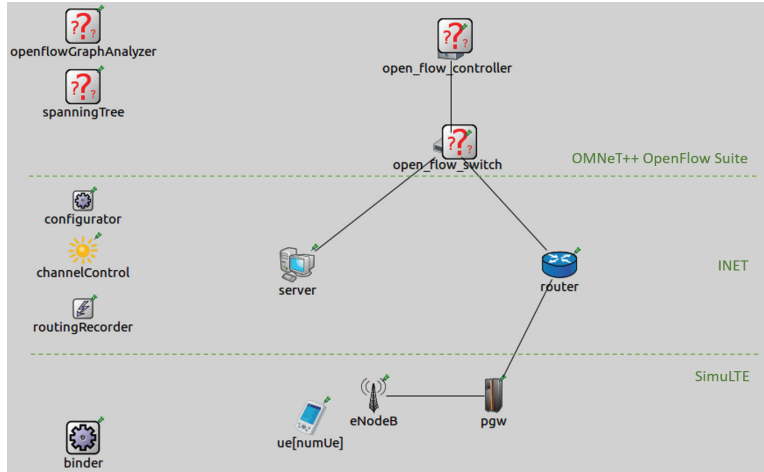 openflowGraphAnalyzer
open_flow_controller
spanningTree
open_flow_switch
OMNeT++ OpenFlow Suite
configurator
channelControl
server
router
INET
routingRecorder
SimuLTE
eNodeB
pgw
ue[numUe]
binder